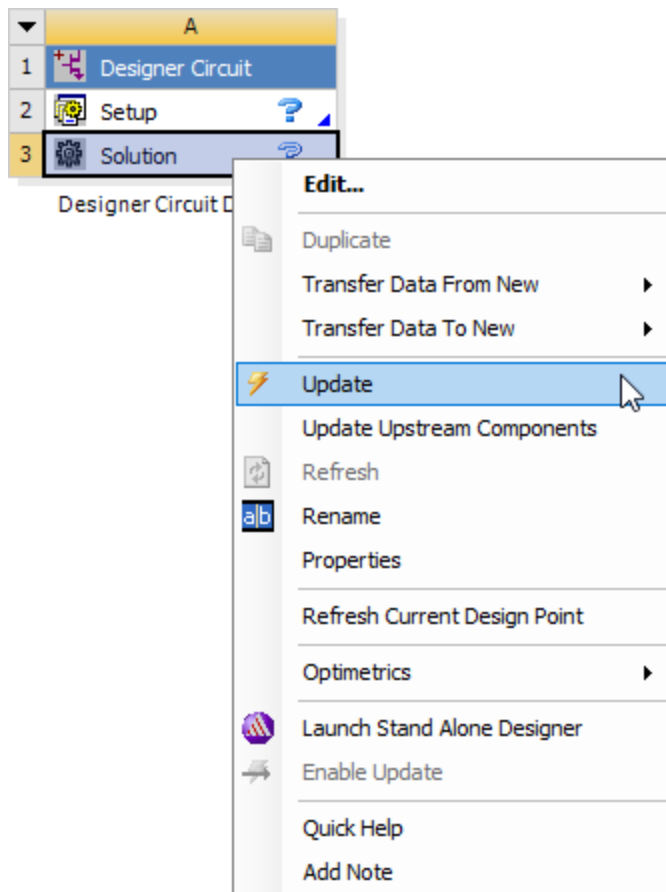 A
1 Designer Circuit
2 Setup ?
3 Solution ?
Designer Circuit
Edit...
Duplicate
Transfer Data From New
Transfer Data To New
Update
Update Upstream Components
Refresh
a|b Rename
Properties
Refresh Current Design Point
Optimetrics
Launch Stand Alone Designer
Enable Update
Quick Help
Add Note